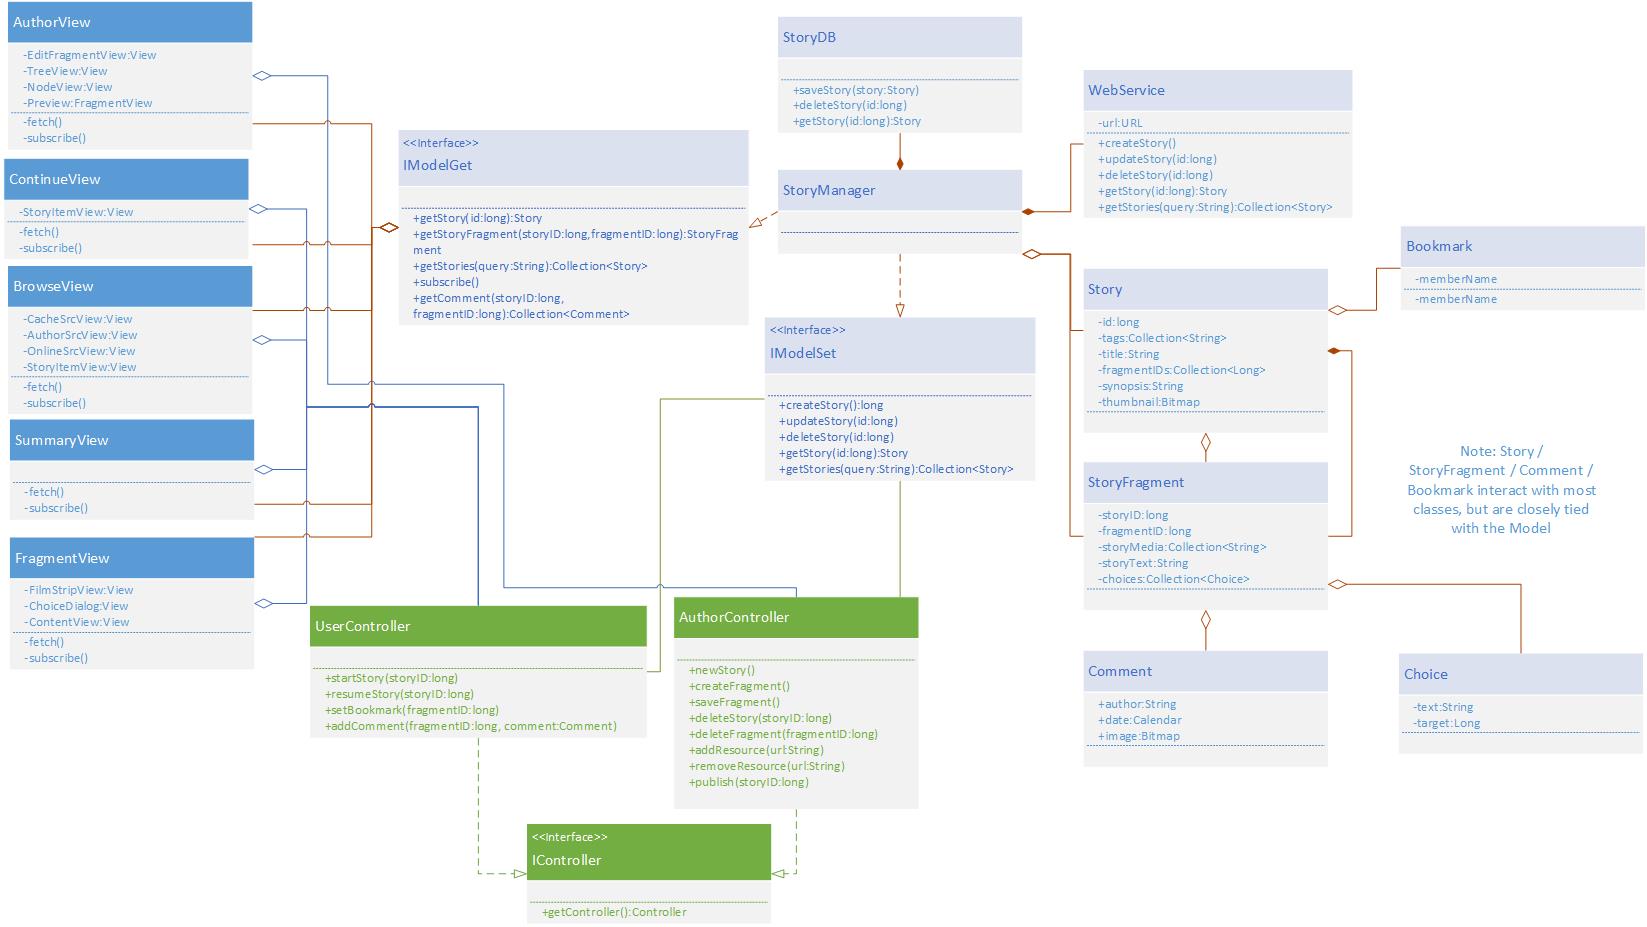 AuthorView
-EditFragmentView:View
-TreeView:View
-NodeView:View
-Preview:FragmentView
-fetch()
-subscribe()
ContinueView
-StoryItemView:View
-fetch()
-subscribe()
BrowseView
-CacheSrcView:View
-AuthorSrcView:View
-OnlineSrcView:View
-StoryItemView:View
-fetch()
-subscribe()
SummaryView
-fetch()
-subscribe()
FragmentView
-FilmStripView:View
-ChoiceDialog:View
-ContentView:View
-fetch()
-subscribe()
<<Interface>>
IModelGet
+getStory(id:long):Story
+getStoryFragment(storyID:long,fragmentID:long):StoryFrag
ment
+getStories(query:String):Collection<Story>
+subscribe()
+getComment(storyID:long,
fragmentID:long):Collection<Comment>
StoryDB
+saveStory(story:Story)
+deleteStory(id:long)
+getStory(id:long):Story
StoryManager
<<Interface>>
IModelSet
+createStory():long
+updateStory(id:long)
+deleteStory(id:long)
+getStory(id:long):Story
+getStories(query:String):Collection<Story>
WebService
-url:URL
+createStory()
+updateStory(id:long)
+deleteStory(id:long)
+getStory(id:long):Story
+getStories(query:String):Collection<Story>
Bookmark
-memberName
-memberName
Story
-id:long
-tags:Collection<String>
-title:String
-fragmentIDs:Collection<Long>
-synopsis:String
-thumbnail:Bitmap
StoryFragment
-storyID:long
-fragmentID:long
-storyMedia:Collection<String>
-storyText:String
-choices:Collection<Choice>
Note: Story /
StoryFragment / Comment /
Bookmark interact with most
classes, but are closely tied
with the Model
Comment
+author:String
+date:Calendar
+image:Bitmap
Choice
-text:String
-target:Long
UserController
+startStory(storyID:long)
+resumeStory(storyID:long)
+setBookmark(fragmentID:long)
+addComment(fragmentID:long, comment:Comment)
AuthorController
+newStory()
+createFragment()
+saveFragment()
+deleteStory(storyID:long)
+deleteFragment(fragmentID:long)
+addResource(url:String)
+removeResource(url:String)
+publish(storyID:long)
<<Interface>>
IController
+getController():Controller